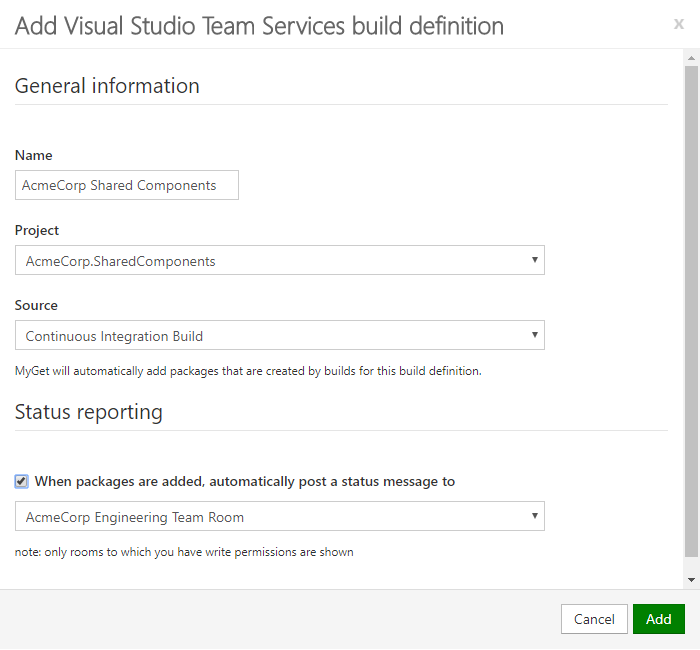 Add Visual Studio Team Services build definition
x
General information
Name
AcmeCorp Shared Components
Project
AcmeCorp.SharedComponents
Source
Continuous Integration Build
MyGet will automatically add packages that are created by builds for this build definition.
Status reporting
When packages are added, automatically post a status message to
AcmeCorp Engineering Team Room
note: only rooms to which you have write permissions are shown
Cancel Add